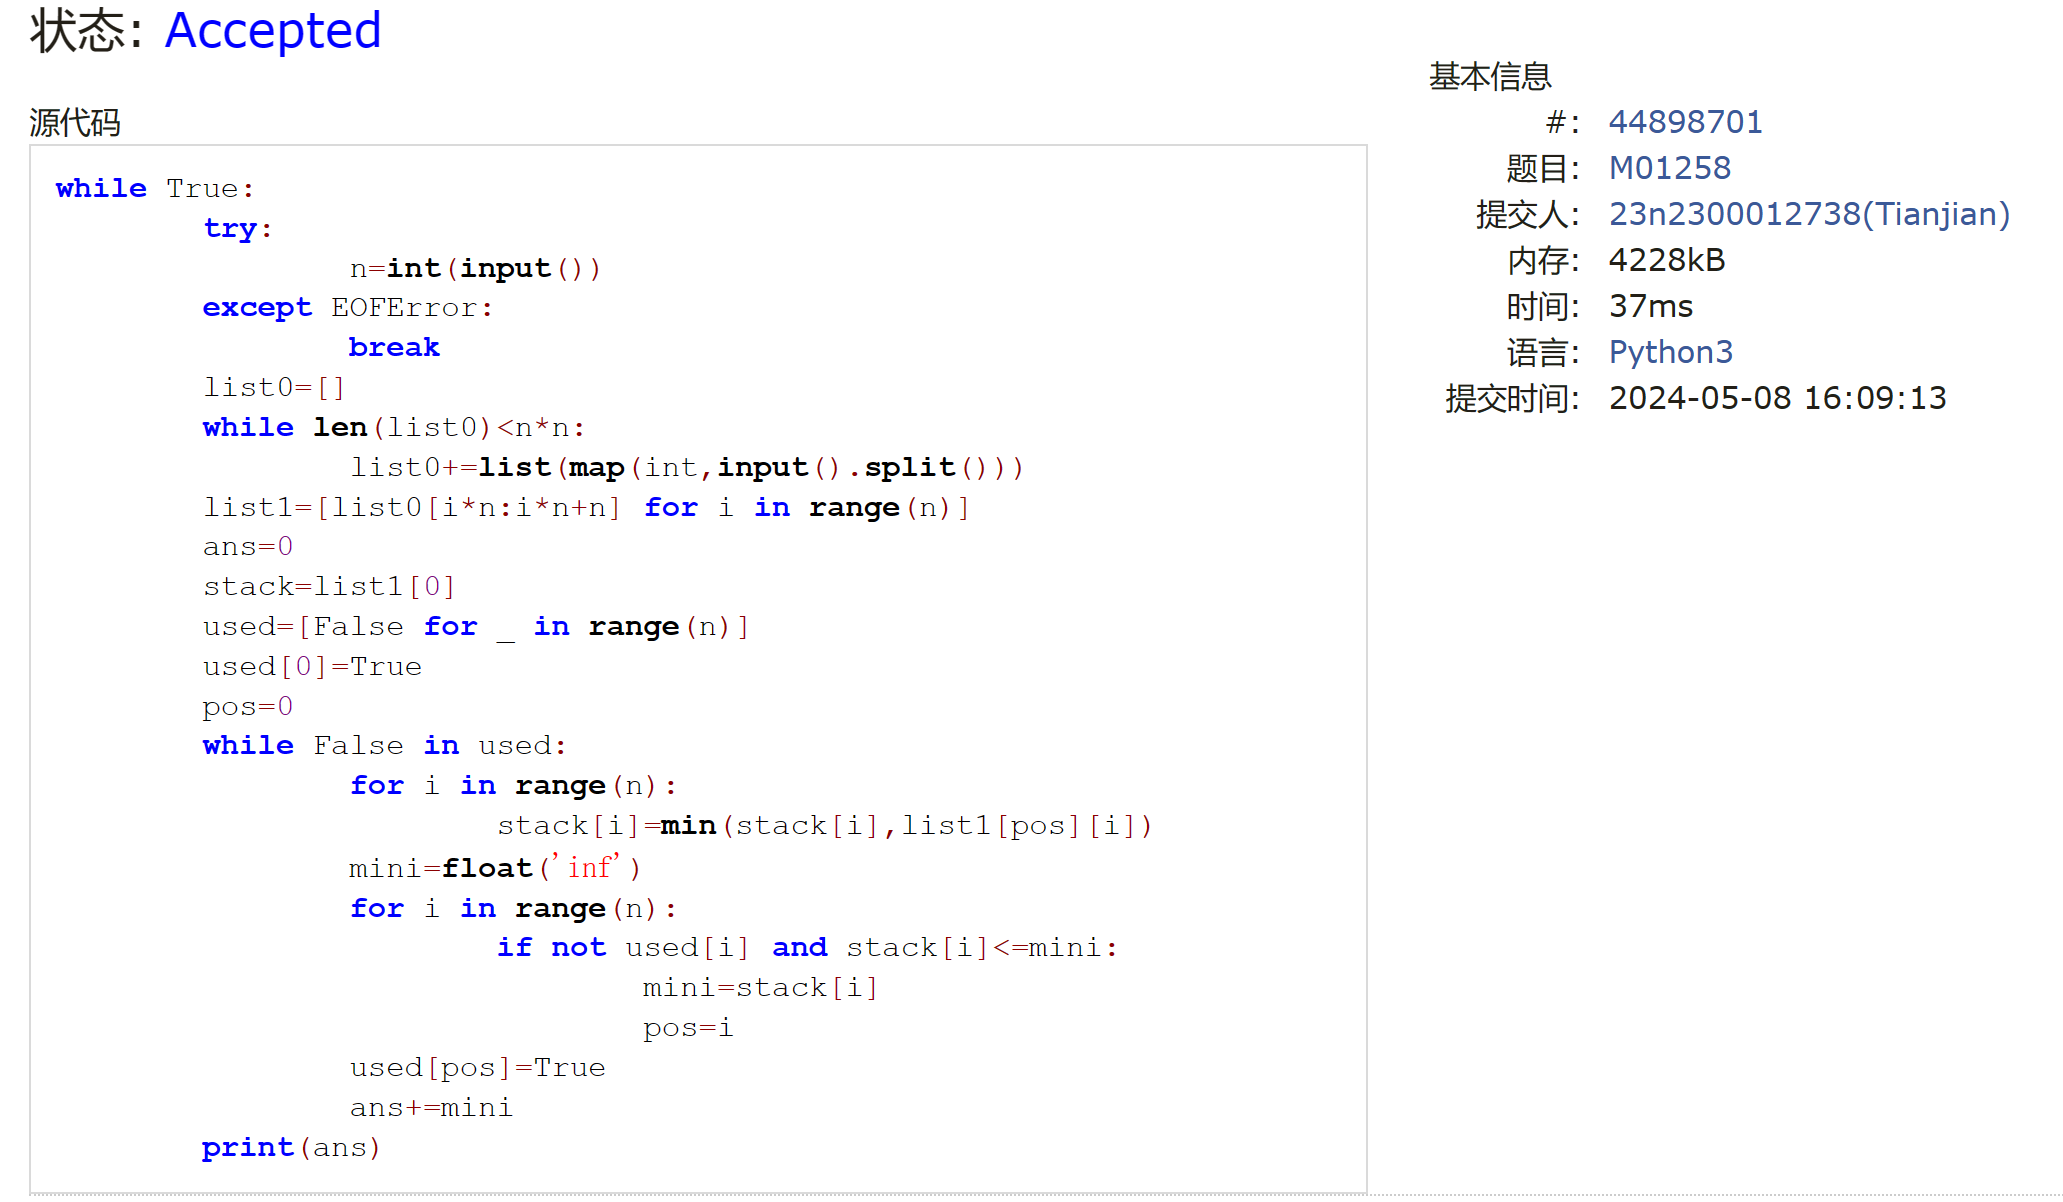 状态: Accepted
源代码
while True:
        try:
                n=int(input())
        except EOFError:
                break
        list0=[]
        while len(list0)<n*n:
                list0+=list(map(int,input().split()))
        list1=[list0[i*n:i*n+n] for i in range(n)]
        ans=0
        stack=list1[0]
        used=[False for _ in range(n)]
        used[0]=True
        pos=0
        while False in used:
                for i in range(n):
                        stack[i]=min(stack[i],list1[pos][i])
                mini=float('inf')
                for i in range(n):
                        if not used[i] and stack[i]<=mini:
                                mini=stack[i]
                                pos=i
                used[pos]=True
                ans+=mini
        print(ans)
基本信息
#: 44898701
题目: M01258
提交人: 23n2300012738(Tianjian)
内存: 4228kB
时间: 37ms
语言: Python3
提交时间: 2024-05-08 16:09:13